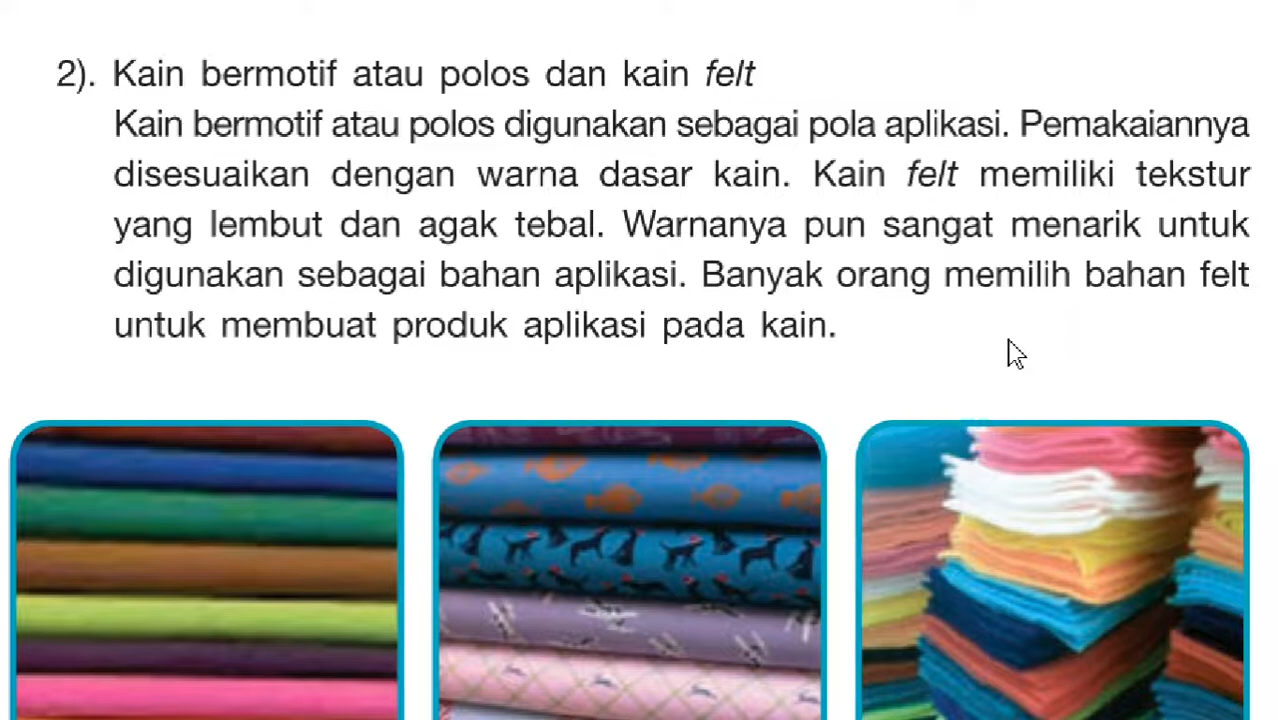 2). Kain bermotif atau polos dan kain felt
Kain bermotif atau polos digunakan sebagai pola aplikasi. Pemakaiannya
disesuaikan dengan warna dasar kain. Kain felt memiliki tekstur
yang lembut dan agak tebal. Warnanya pun sangat menarik untuk
digunakan sebagai bahan aplikasi. Banyak orang memilih bahan felt
untuk membuat produk aplikasi pada kain.